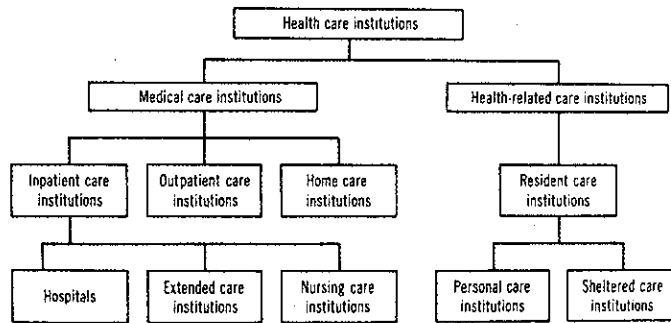 Health care institutions
Medical care institutions
Health-related care institutions
Inpatient care
institutions
Outpatient care
institutions
Home care
institutions
Resident care
institutions
Hospitals
Extended care
institutions
Nursing care
institutions
Personal care
institutions
Sheltered care
institutions